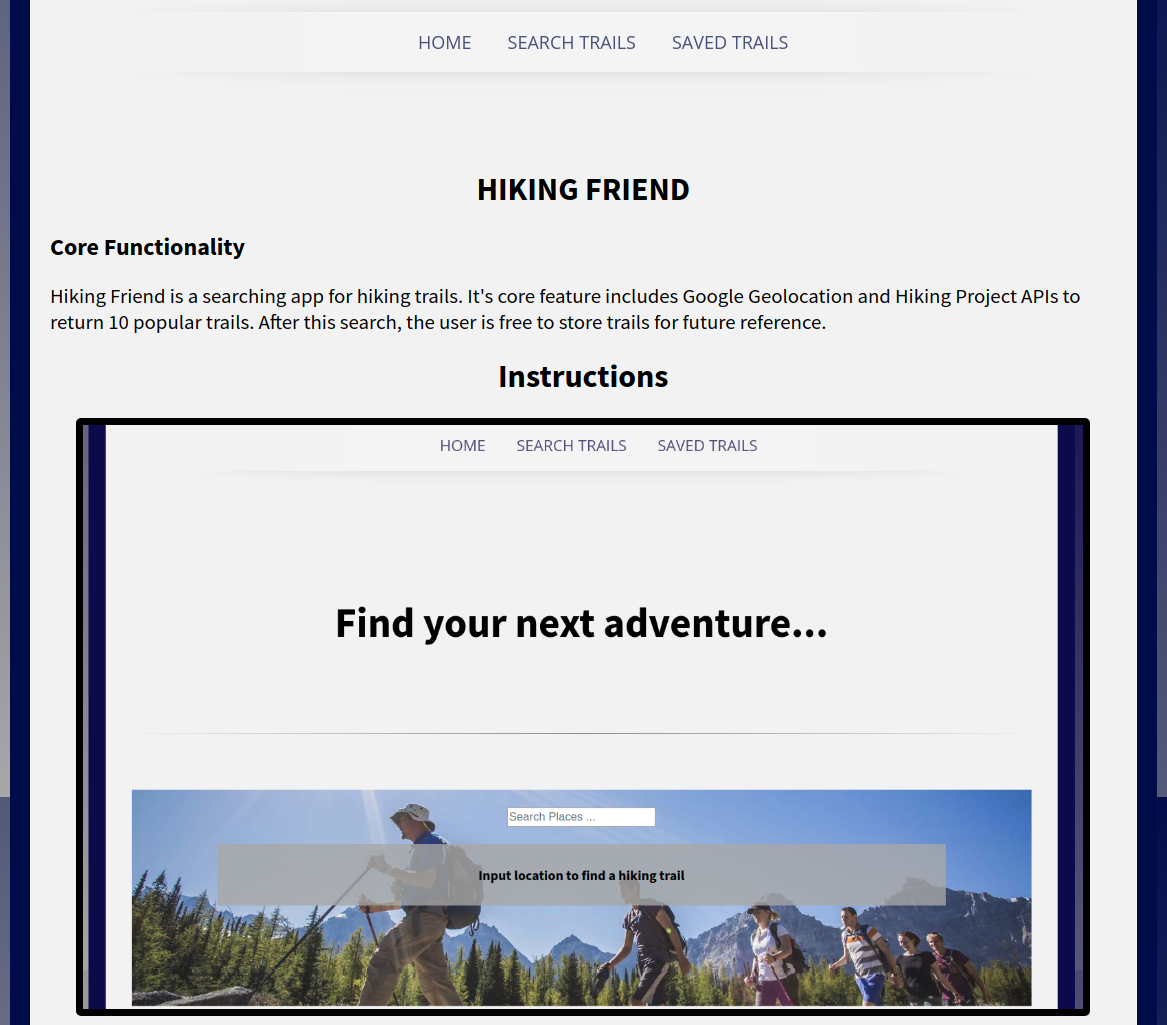 HOME SEARCH TRAILS SAVED TRAILS
HIKING FRIEND
Core Functionality
Hiking Friend is a searching app for hiking trails. It's core feature includes Google Geolocation and Hiking Project APIs to
return 10 popular trails. After this search, the user is free to store trails for future reference.
Instructions
HOME SEARCH TRAILS SAVED TRAILS
Find your next adventure...
Search Places ...
Input location to find a hiking trail